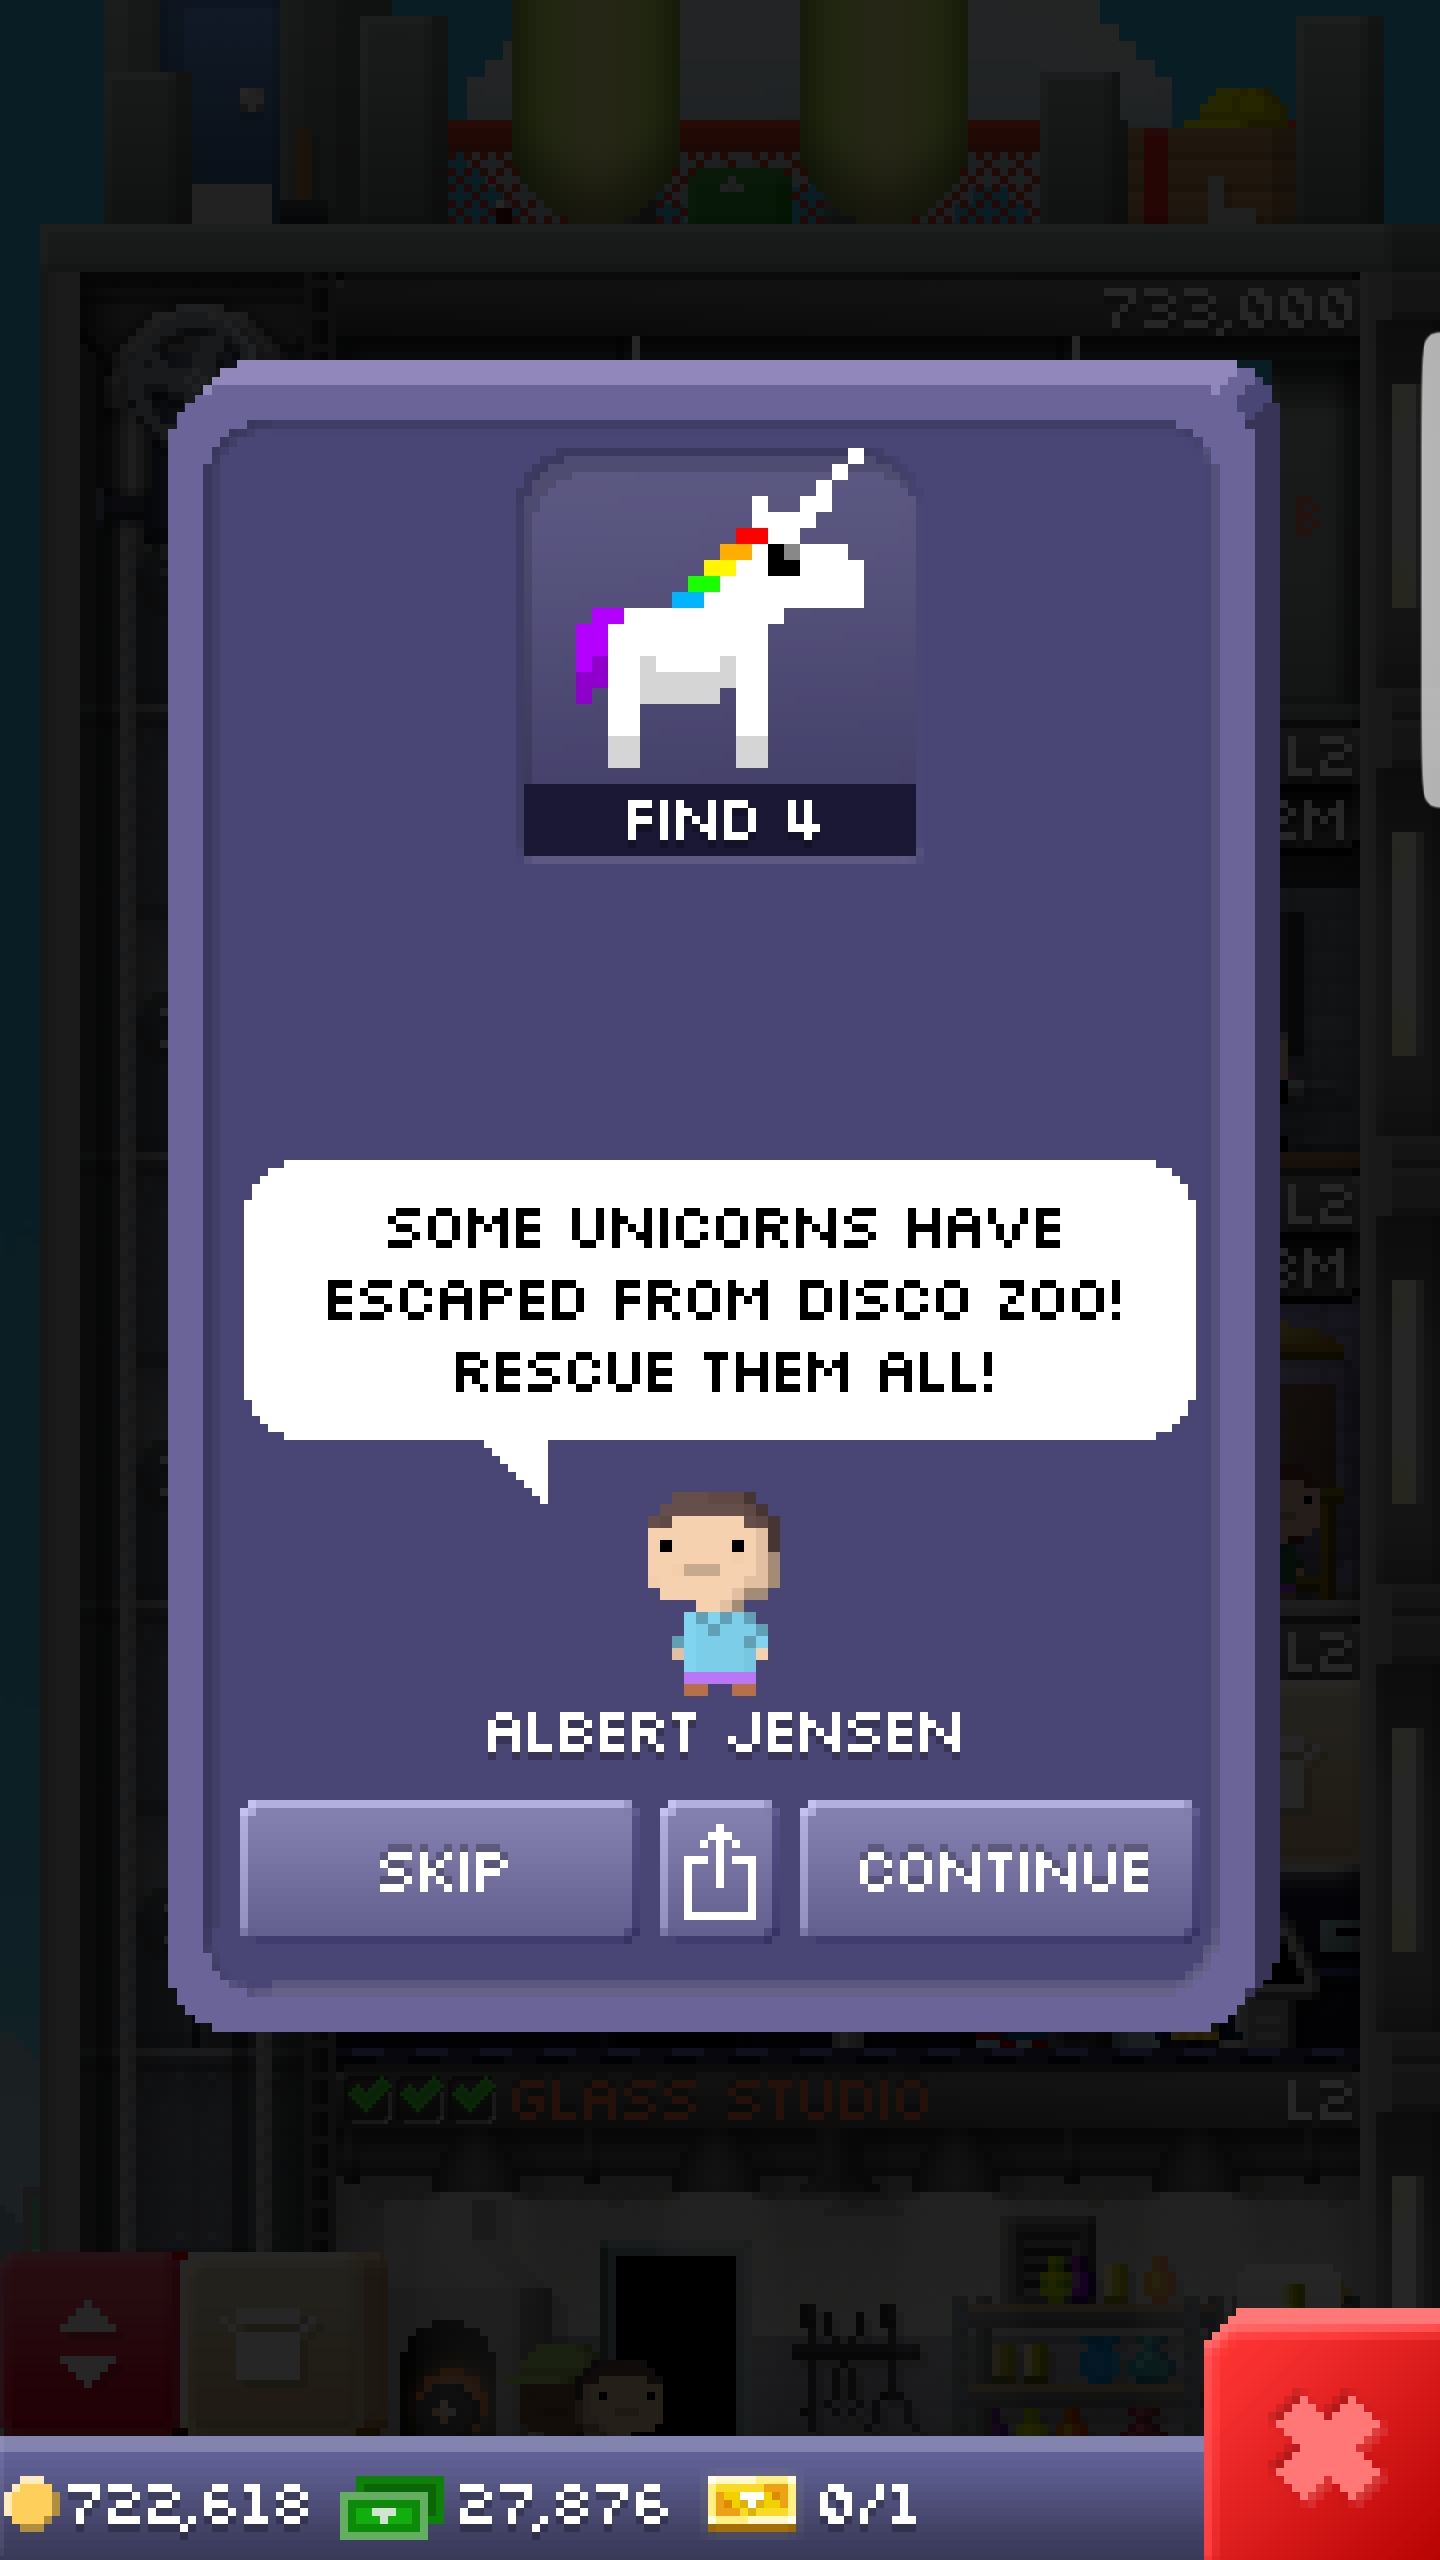 733,000
B
L2
2M
FIND 4
L2
3M
SOME UNICORNS HAVE
ESCAPED FROM DISCO ZOO!
RESCUE THEM ALL!
L2
ALBERT JENSEN
SKIP
CONTINUE
GLASS STUDIO
L2
722,618
27,876
0/1